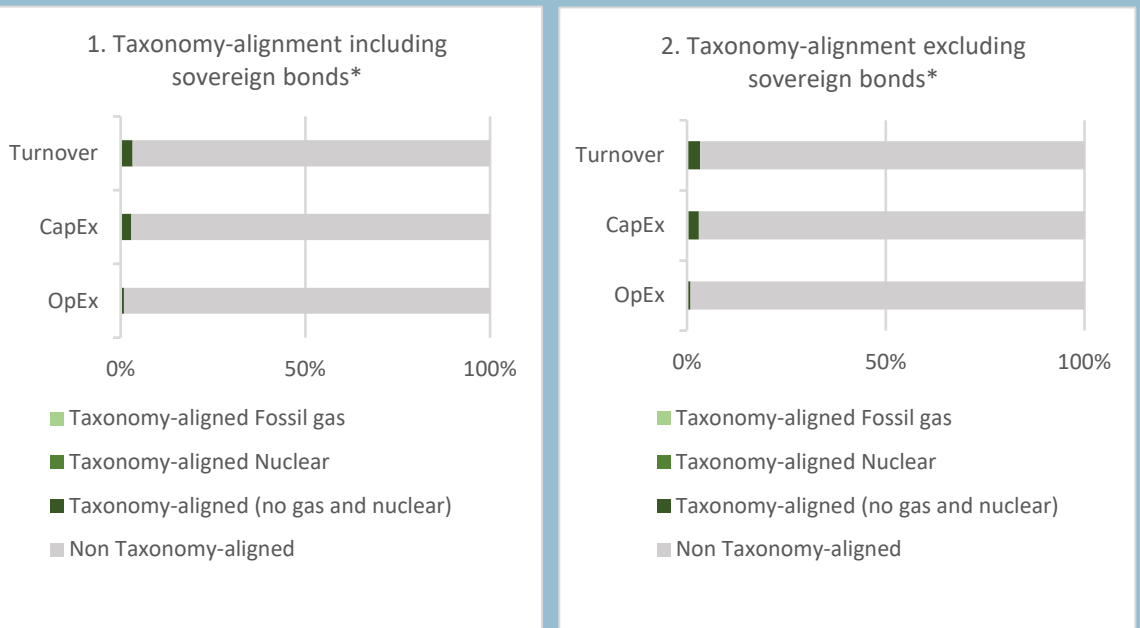 1. Taxonomy-alignment including
sovereign bonds*
Turnover
CapEx
OpEx
0%
50%
100%
Taxonomy-aligned Fossil gas
Taxonomy-aligned Nuclear
Taxonomy-aligned (no gas and nuclear)
Non Taxonomy-aligned
2. Taxonomy-alignment excluding
sovereign bonds*
Turnover
CapEx
OpEx
0%
50%
100%
Taxonomy-aligned Fossil gas
Taxonomy-aligned Nuclear
Taxonomy-aligned (no gas and nuclear)
Non Taxonomy-aligned